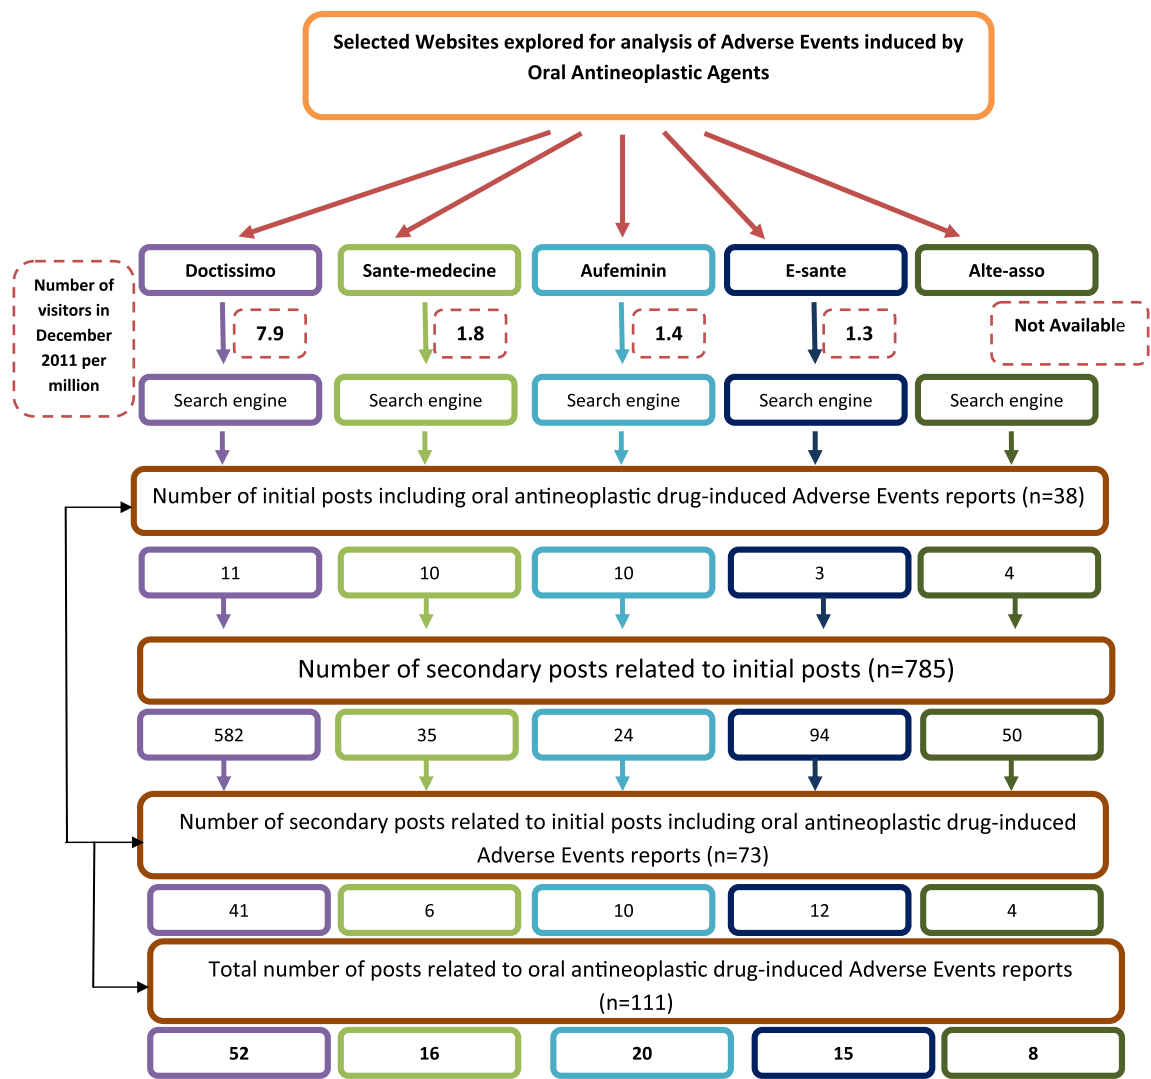 Selected Websites explored for analysis of Adverse Events induced by
Oral Antineoplastic Agents
Doctissimo
Sante-medecine
Aufeminin
E-sante
Alte-asso
Number of
visitors in
December
2011 per
million
7.9
1.8
1.4
1.3
Not Available
Search engine
Search engine
Search engine
Search engine
Search engine
Number of initial posts including oral antineoplastic drug-induced Adverse Events reports (n=38)
11
10
10
3
4
Number of secondary posts related to initial posts (n=785)
582
35
24
94
50
Number of secondary posts related to initial posts including oral antineoplastic drug-induced
Adverse Events reports (n=73)
41
6
10
12
4
Total number of posts related to oral antineoplastic drug-induced Adverse Events reports
(n=111)
52
16
20
15
8